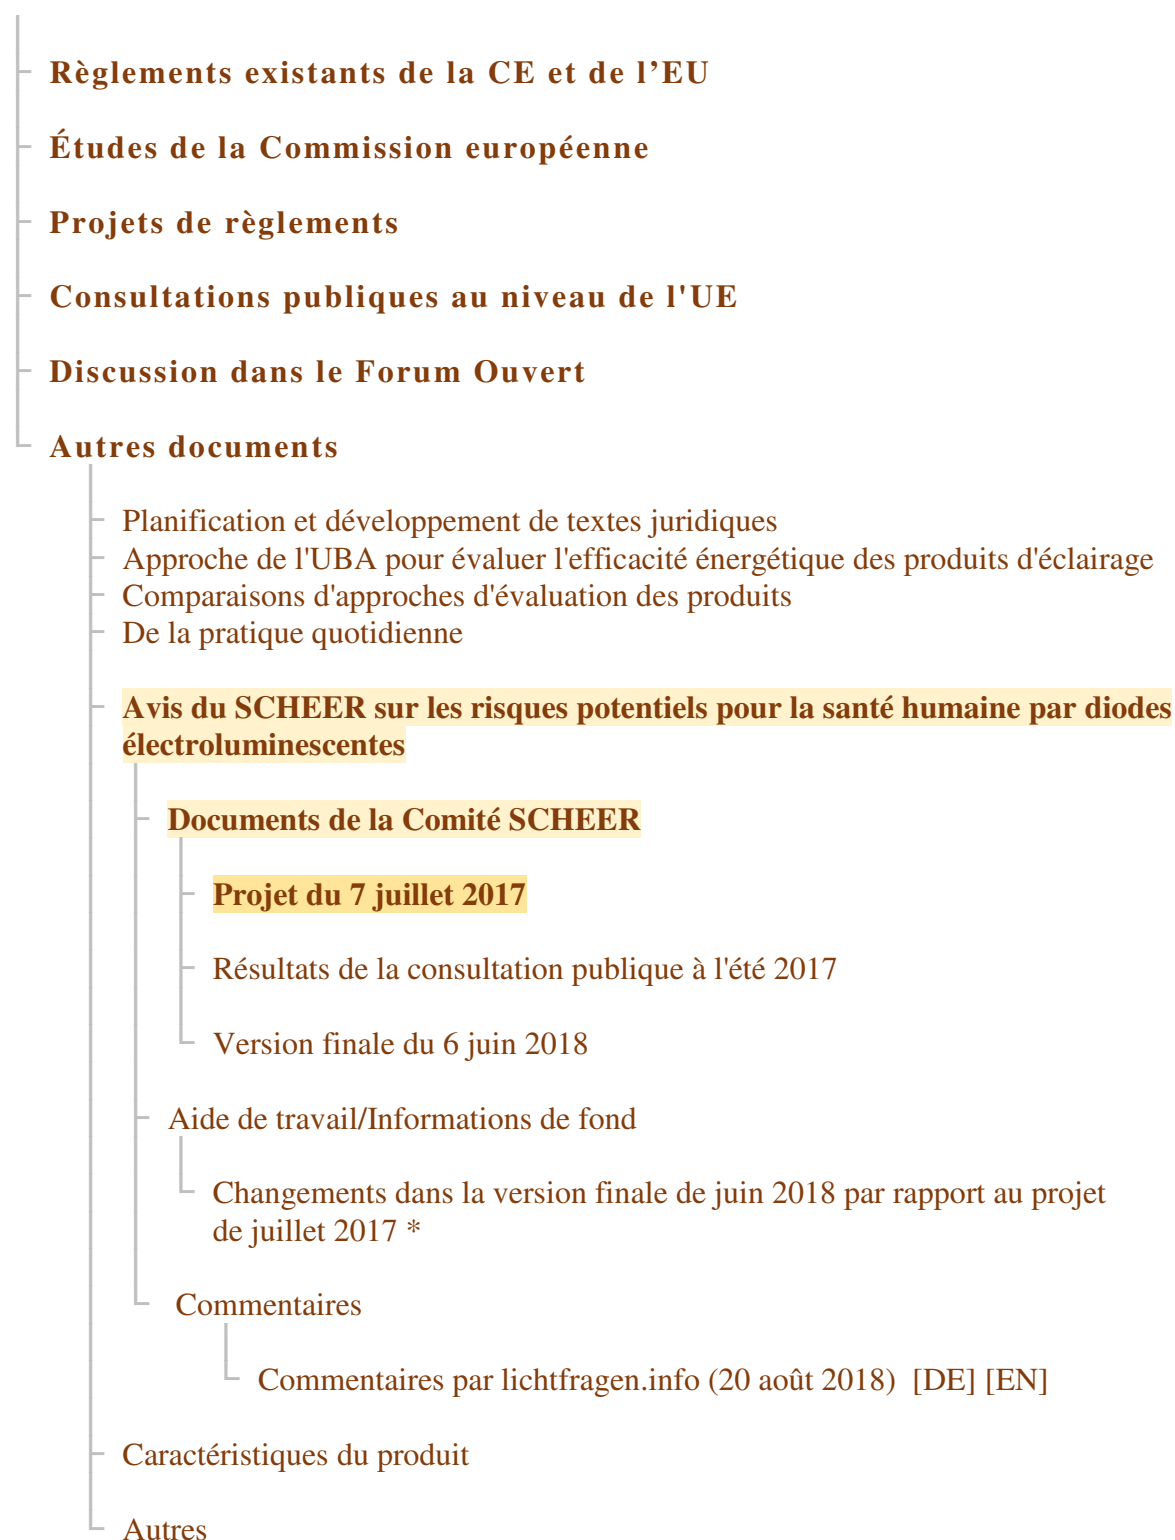 Règlements existants de la CE et de l’EU
Études de la Commission européenne
Projets de règlements
Consultations publiques au niveau de l'UE
Discussion dans le Forum Ouvert
Autres documents
Planification et développement de textes juridiques
Approche de l'UBA pour évaluer l'efficacité énergétique des produits d'éclairage
Comparaisons d'approches d'évaluation des produits
De la pratique quotidienne
Avis du SCHEER sur les risques potentiels pour la santé humaine par diodes
électroluminescentes
Documents de la Comité SCHEER
Projet du 7 juillet 2017
Résultats de la consultation publique à l'été 2017
Version finale du 6 juin 2018
Aide de travail/Informations de fond
Changements dans la version finale de juin 2018 par rapport au projet
de juillet 2017 *
Commentaires
Commentaires par lichtfragen.info (20 août 2018) [DE] [EN]
Caractéristiques du produit
Autres